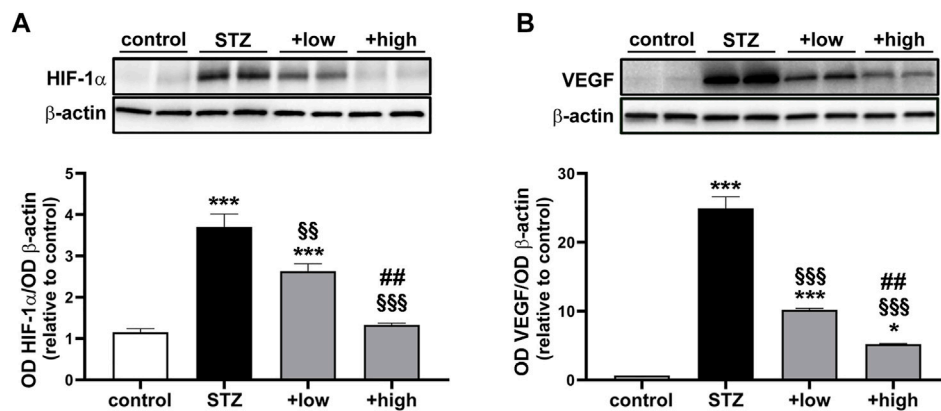 A
control STZ +low +high
HIF-1α
β-actin
OD HIF-1α/OD β-actin
(relative to control)
5
4
3
2
1
0
***
§§
***
##
§§§
control STZ +low +high
B
control STZ +low +high
VEGF
β-actin
OD VEGF/OD β-actin
(relative to control)
30
20
10
0
***
§§§
***
##
§§§
*
control STZ +low +high